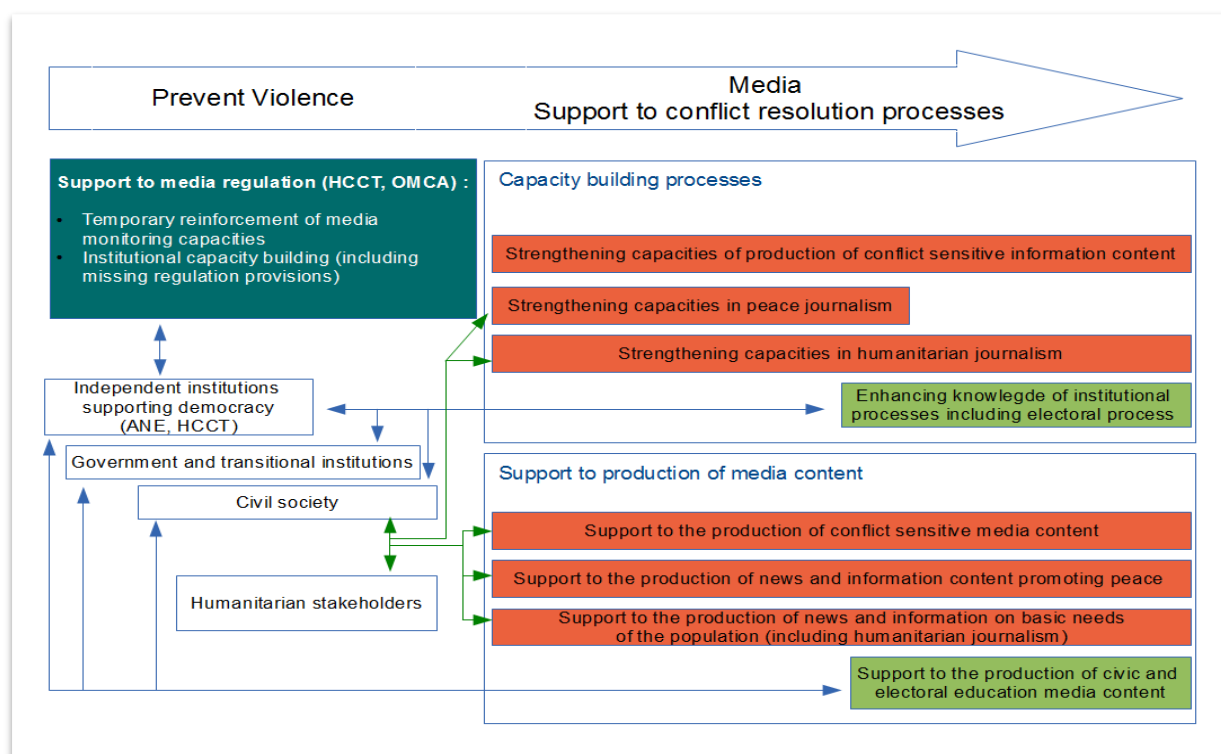 Prevent Violence
Media
Support to conflict resolution processes
Support to media regulation (HCCT, OMCA) :
• Temporary reinforcement of media
monitoring capacities
• Institutional capacity building (including
missing regulation provisions)
Independent institutions
supporting democracy
(ANE, HCCT)
Government and transitional institutions
Civil society
Humanitarian stakeholders
Capacity building processes
Strengthening capacities of production of conflict sensitive information content
Strengthening capacities in peace journalism
Strengthening capacities in humanitarian journalism
Enhancing knowlegde of institutional
processes including electoral process
Support to production of media content
Support to the production of conflict sensitive media content
Support to the production of news and information content promoting peace
Support to the production of news and information on basic needs
of the population (including humanitarian journalism)
Support to the production of civic and
electoral education media content